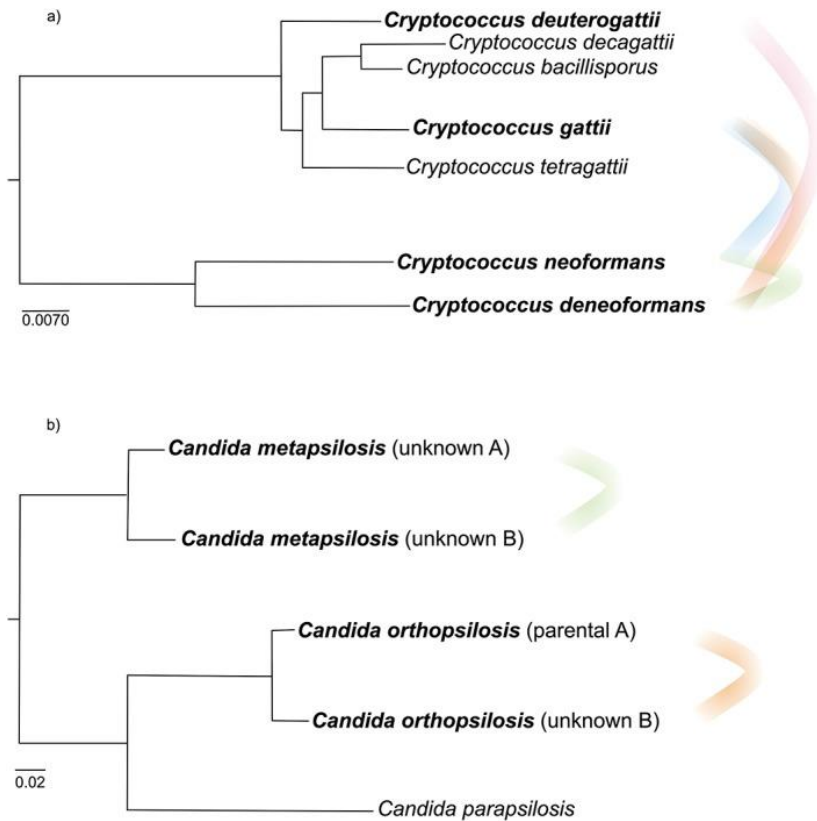 a)
Cryptococcus deuterogattii
Cryptococcus decagattii
Cryptococcus bacillisporus
Cryptococcus gattii
Cryptococcus tetragattii
Cryptococcus neoformans
Cryptococcus deneoformans
0.0070
b)
Candida metapsilosis (unknown A)
Candida metapsilosis (unknown B)
Candida orthopsilosis (parental A)
Candida orthopsilosis (unknown B)
0.02
Candida parapsilosis